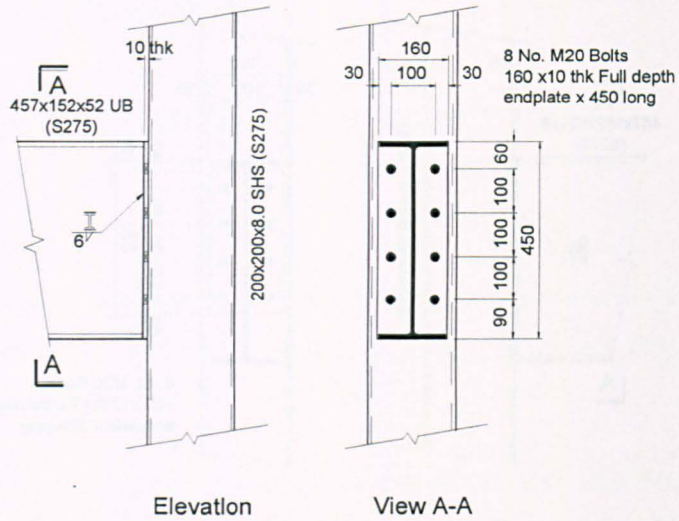 10 thk
A
457x152x52 UB
(S275)
200x200x8.0 SHS (S275)
6
A
Elevation
160
30 100 30
8 No. M20 Bolts
160 x10 thk Full depth
endplate x 450 long
60
100
100
100
90
450
View A-A